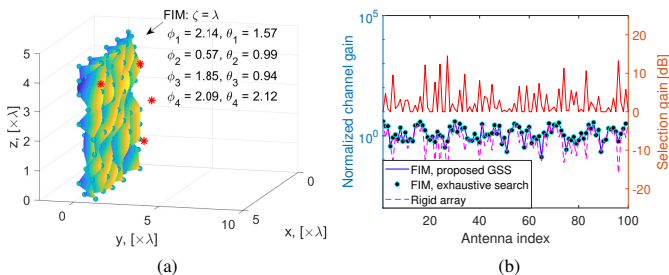 FIM: ζ = λ
ϕ1 = 2.14, θ1 = 1.57
ϕ2 = 0.57, θ2 = 0.99
ϕ3 = 1.85, θ3 = 0.94
ϕ4 = 2.09, θ4 = 2.12
5
4
3
2
1
0
z, [×λ]
0
5
10
y, [×λ]
5
0
x, [×λ]
(a)
10^5
10^0
Normalized channel gain
20
10
0
-10
-20
Selection chain [dB]
FIM, proposed GSS
FIM, exhaustive search
Rigid array
20
40
60
80
100
Antenna index
(b)